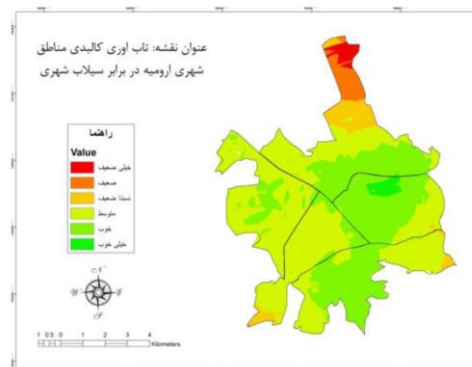 عنوان نقشه: تاب اوری کالبدی مناطق
شهری ارومیه در برابر سیلاب شهری
راهنما
Value
خیلی ضعیف
ضعیف
نسبتا ضعیف
متوسط
خوب
خیلی خوب
N
S
1 0.5 0 1 2 3 4
Kilometers